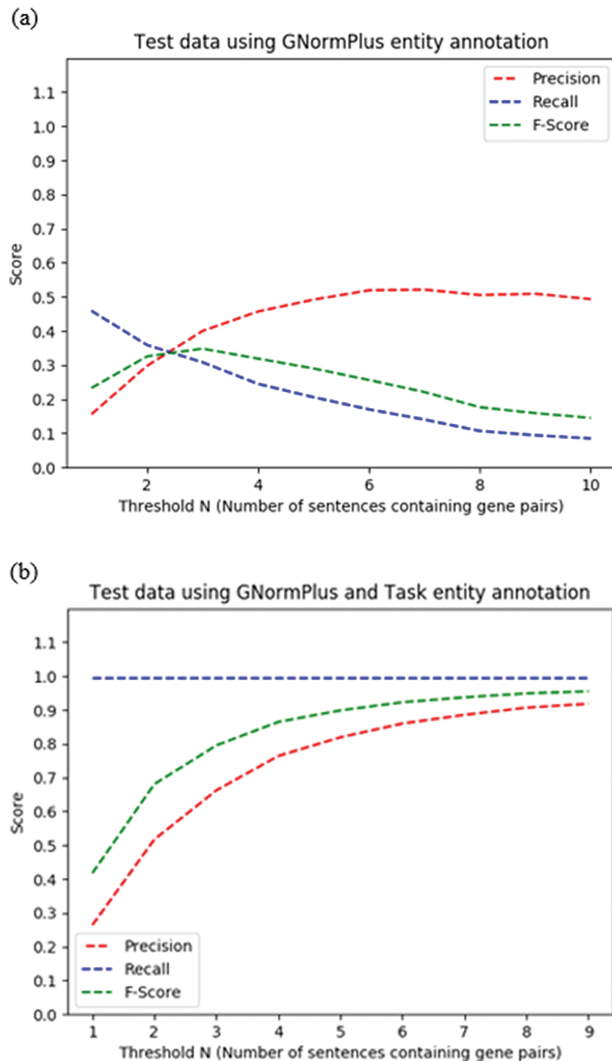 (a)
Test data using GNormPlus entity annotation
1.1
1.0
0.9
0.8
0.7
0.6
0.5
0.4
0.3
0.2
0.1
0.0
Score
Precision
Recall
F-Score
2 4 6 8 10
Threshold N (Number of sentences containing gene pairs)
(b)
Test data using GNormPlus and Task entity annotation
1.1
1.0
0.9
0.8
0.7
0.6
0.5
0.4
0.3
0.2
0.1
0.0
Score
Precision
Recall
F-Score
1 2 3 4 5 6 7 8 9
Threshold N (Number of sentences containing gene pairs)